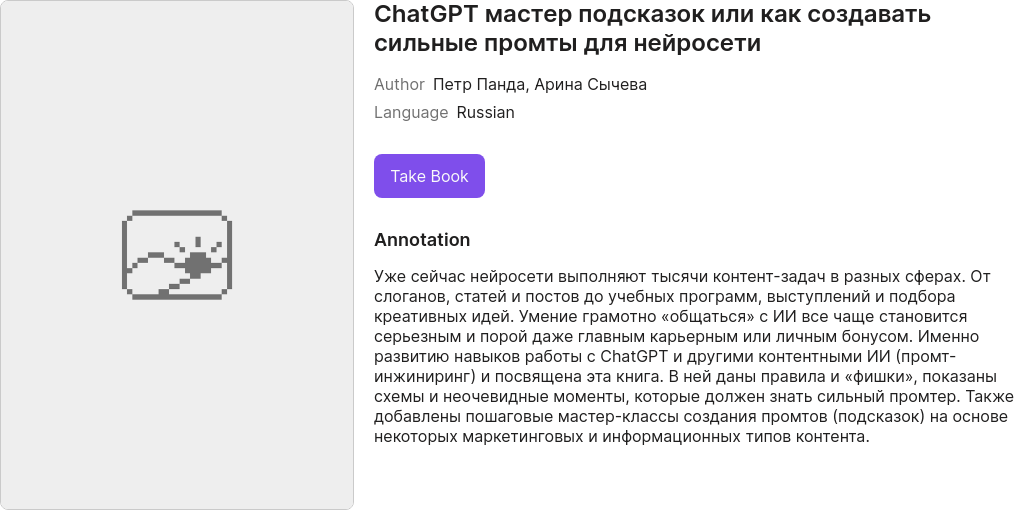 ChatGPT мастер подсказок или как создавать
сильные промты для нейросети
Author Петр Панда, Арина Сычева
Language Russian
Take Book
Annotation
Уже сейчас нейросети выполняют тысячи контент-задач в разных сферах. От
слоганов, статей и постов до учебных программ, выступлений и подбора
креативных идей. Умение грамотно «общаться» с ИИ все чаще становится
серьезным и порой даже главным карьерным или личным бонусом. Именно
развитию навыков работы с ChatGPT и другими контентными ИИ (промт-
инжиниринг) и посвящена эта книга. В ней даны правила и «фишки», показаны
схемы и неочевидные моменты, которые должен знать сильный промтер. Также
добавлены пошаговые мастер-классы создания промтов (подсказок) на основе
некоторых маркетинговых и информационных типов контента.